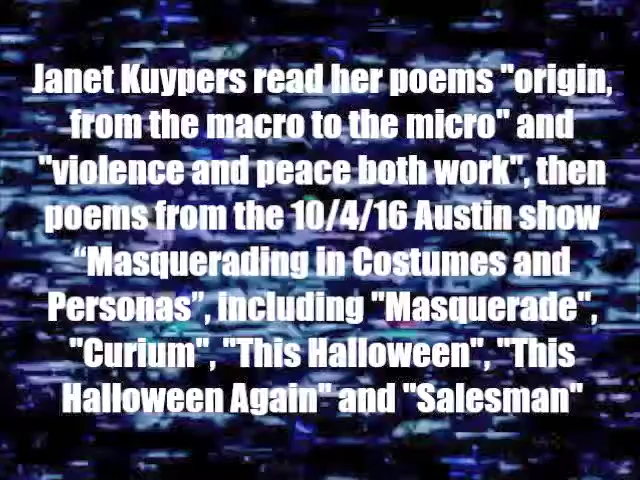 Janet Kuypers read her poems "origin,
from the macro to the micro" and
"violence and peace both work", then
poems from the 10/4/16 Austin show
“Masquerading in Costumes and
Personas”, including "Masquerade",
"Curium", "This Halloween", "This
Halloween Again" and "Salesman"